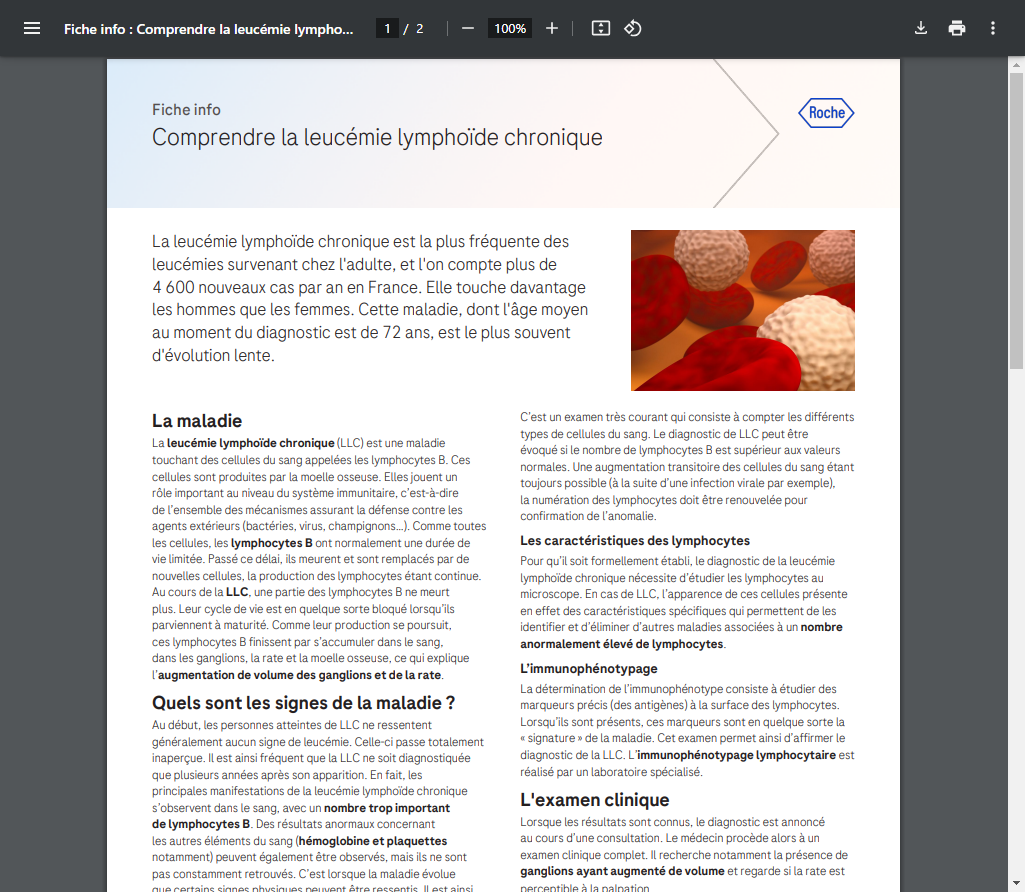 Fiche info : Comprendre la leucémie lympho...
1 / 2
100%
Fiche info
Comprendre la leucémie lymphoïde chronique
Roche
La leucémie lymphoïde chronique est la plus fréquente des
leucémies survenant chez l'adulte, et l'on compte plus de
4 600 nouveaux cas par an en France. Elle touche davantage
les hommes que les femmes. Cette maladie, dont l'âge moyen
au moment du diagnostic est de 72 ans, est le plus souvent
d'évolution lente.
La maladie
La leucémie lymphoïde chronique (LLC) est une maladie
touchant des cellules du sang appelées les lymphocytes B. Ces
cellules sont produites par la moelle osseuse. Elles jouent un
rôle important au niveau du système immunitaire, c'est-à-dire
de l'ensemble des mécanismes assurant la défense contre les
agents extérieurs (bactéries, virus, champignons...). Comme toutes
les cellules, les lymphocytes B ont normalement une durée de
vie limitée. Passé ce délai, ils meurent et sont remplacés par de
nouvelles cellules, la production des lymphocytes étant continue.
Au cours de la LLC, une partie des lymphocytes B ne meurt
plus. Leur cycle de vie est en quelque sorte bloqué lorsqu'ils
parviennent à maturité. Comme leur production se poursuit,
ces lymphocytes B finissent par s'accumuler dans le sang,
dans les ganglions, la rate et la moelle osseuse, ce qui explique
l'augmentation de volume des ganglions et de la rate.
Quels sont les signes de la maladie ?
Au début, les personnes atteintes de LLC ne ressentent
généralement aucun signe de leucémie. Celle-ci passe totalement
inaperçue. Il est ainsi fréquent que la LLC ne soit diagnostiquée
que plusieurs années après son apparition. En fait, les
principales manifestations de la leucémie lymphoïde chronique
s'observent dans le sang, avec un nombre trop important
de lymphocytes B. Des résultats anormaux concernant
les autres éléments du sang (hémoglobine et plaquettes
notamment) peuvent également être observés, mais ils ne sont
pas constamment retrouvés. C'est lorsque la maladie évolue
que certains signes physiques peuvent être ressentis. Il est ainsi
C'est un examen très courant qui consiste à compter les différents
types de cellules du sang. Le diagnostic de LLC peut être
évoqué si le nombre de lymphocytes B est supérieur aux valeurs
normales. Une augmentation transitoire des cellules du sang étant
toujours possible (à la suite d'une infection virale par exemple),
la numération des lymphocytes doit être renouvelée pour
confirmation de l'anomalie.
Les caractéristiques des lymphocytes
Pour qu'il soit formellement établi, le diagnostic de la leucémie
lymphoïde chronique nécessite d'étudier les lymphocytes au
microscope. En cas de LLC, l'apparence de ces cellules présente
en effet des caractéristiques spécifiques qui permettent de les
identifier et d'éliminer d'autres maladies associées à un nombre
anormalement élevé de lymphocytes.
L'immunophénotypage
La détermination de l'immunophénotype consiste à étudier des
marqueurs précis (des antigènes) à la surface des lymphocytes.
Lorsqu'ils sont présents, ces marqueurs sont en quelque sorte la
« signature » de la maladie. Cet examen permet ainsi d'affirmer le
diagnostic de la LLC. L'immunophénotypage lymphocytaire est
réalisé par un laboratoire spécialisé.
L'examen clinique
Lorsque les résultats sont connus, le diagnostic est annoncé
au cours d'une consultation. Le médecin procède alors à un
examen clinique complet. Il recherche notamment la présence de
ganglions ayant augmenté de volume et regarde si la rate est
perceptible à la palpation